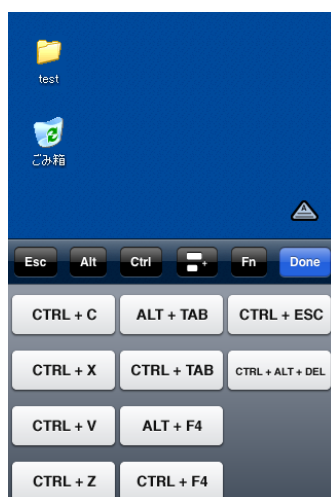 test
ごみ箱
Esc Alt Ctrl + Fn Done
CTRL + C ALT + TAB CTRL + ESC
CTRL + X CTRL + TAB CTRL + ALT + DEL
CTRL + V ALT + F4
CTRL + Z CTRL + F4